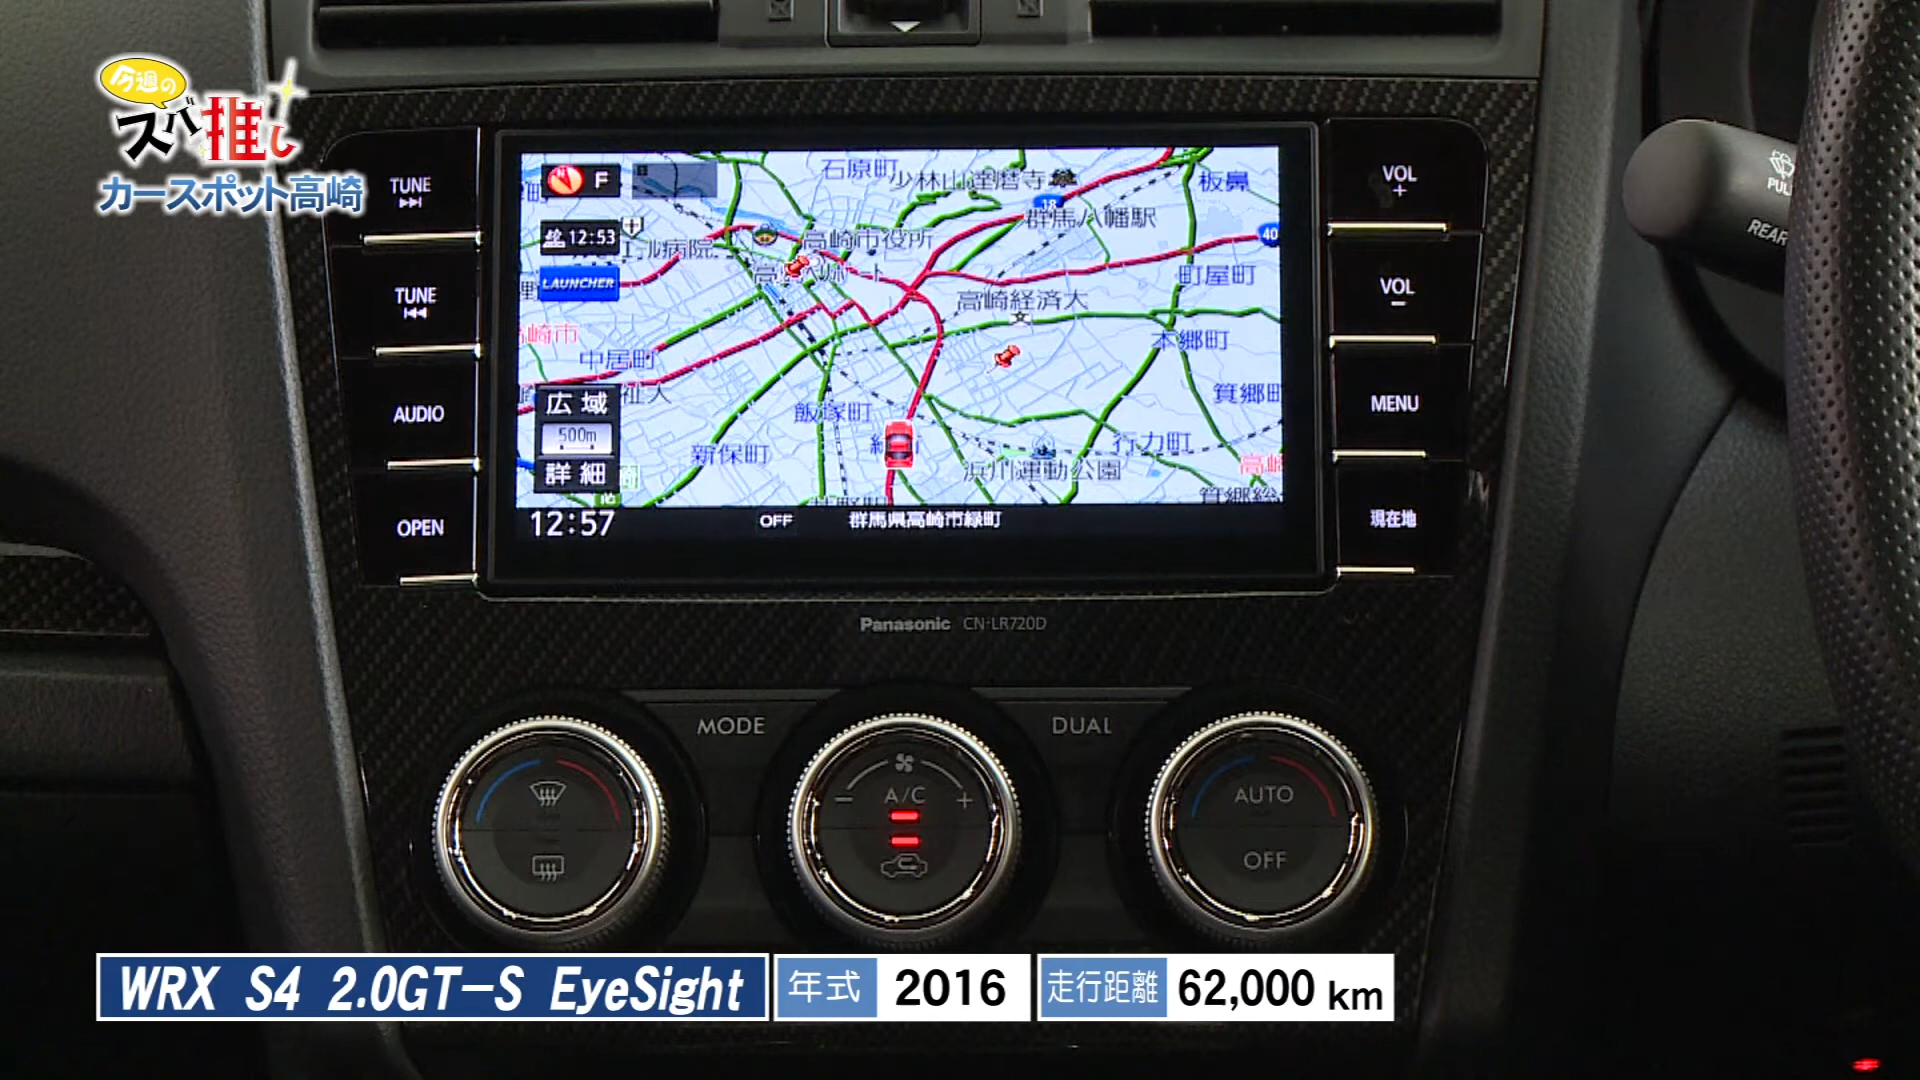 今週の
スバ推し
カースポット高崎
TUNE
TUNE
AUDIO
OPEN
VOL
+
VOL
-
MENU
現在地
PUL
REAR
F
12:53
LAUNCHER
石原町
少林山達磨寺
板鼻
18
群馬八幡駅
40
高崎市役所
町屋町
高崎経済大
本郷町
崎市
中居町
箕郷町
広域
500m
詳細
飯塚町
新保町
行力町
浜川運動公園
12:57
OFF
群馬県高崎市緑町
Panasonic CN-LR720D
MODE
DUAL
A/C
- +
AUTO
OFF
WRX S4 2.0GT-S EyeSight
年式 2016
走行距離 62,000 km